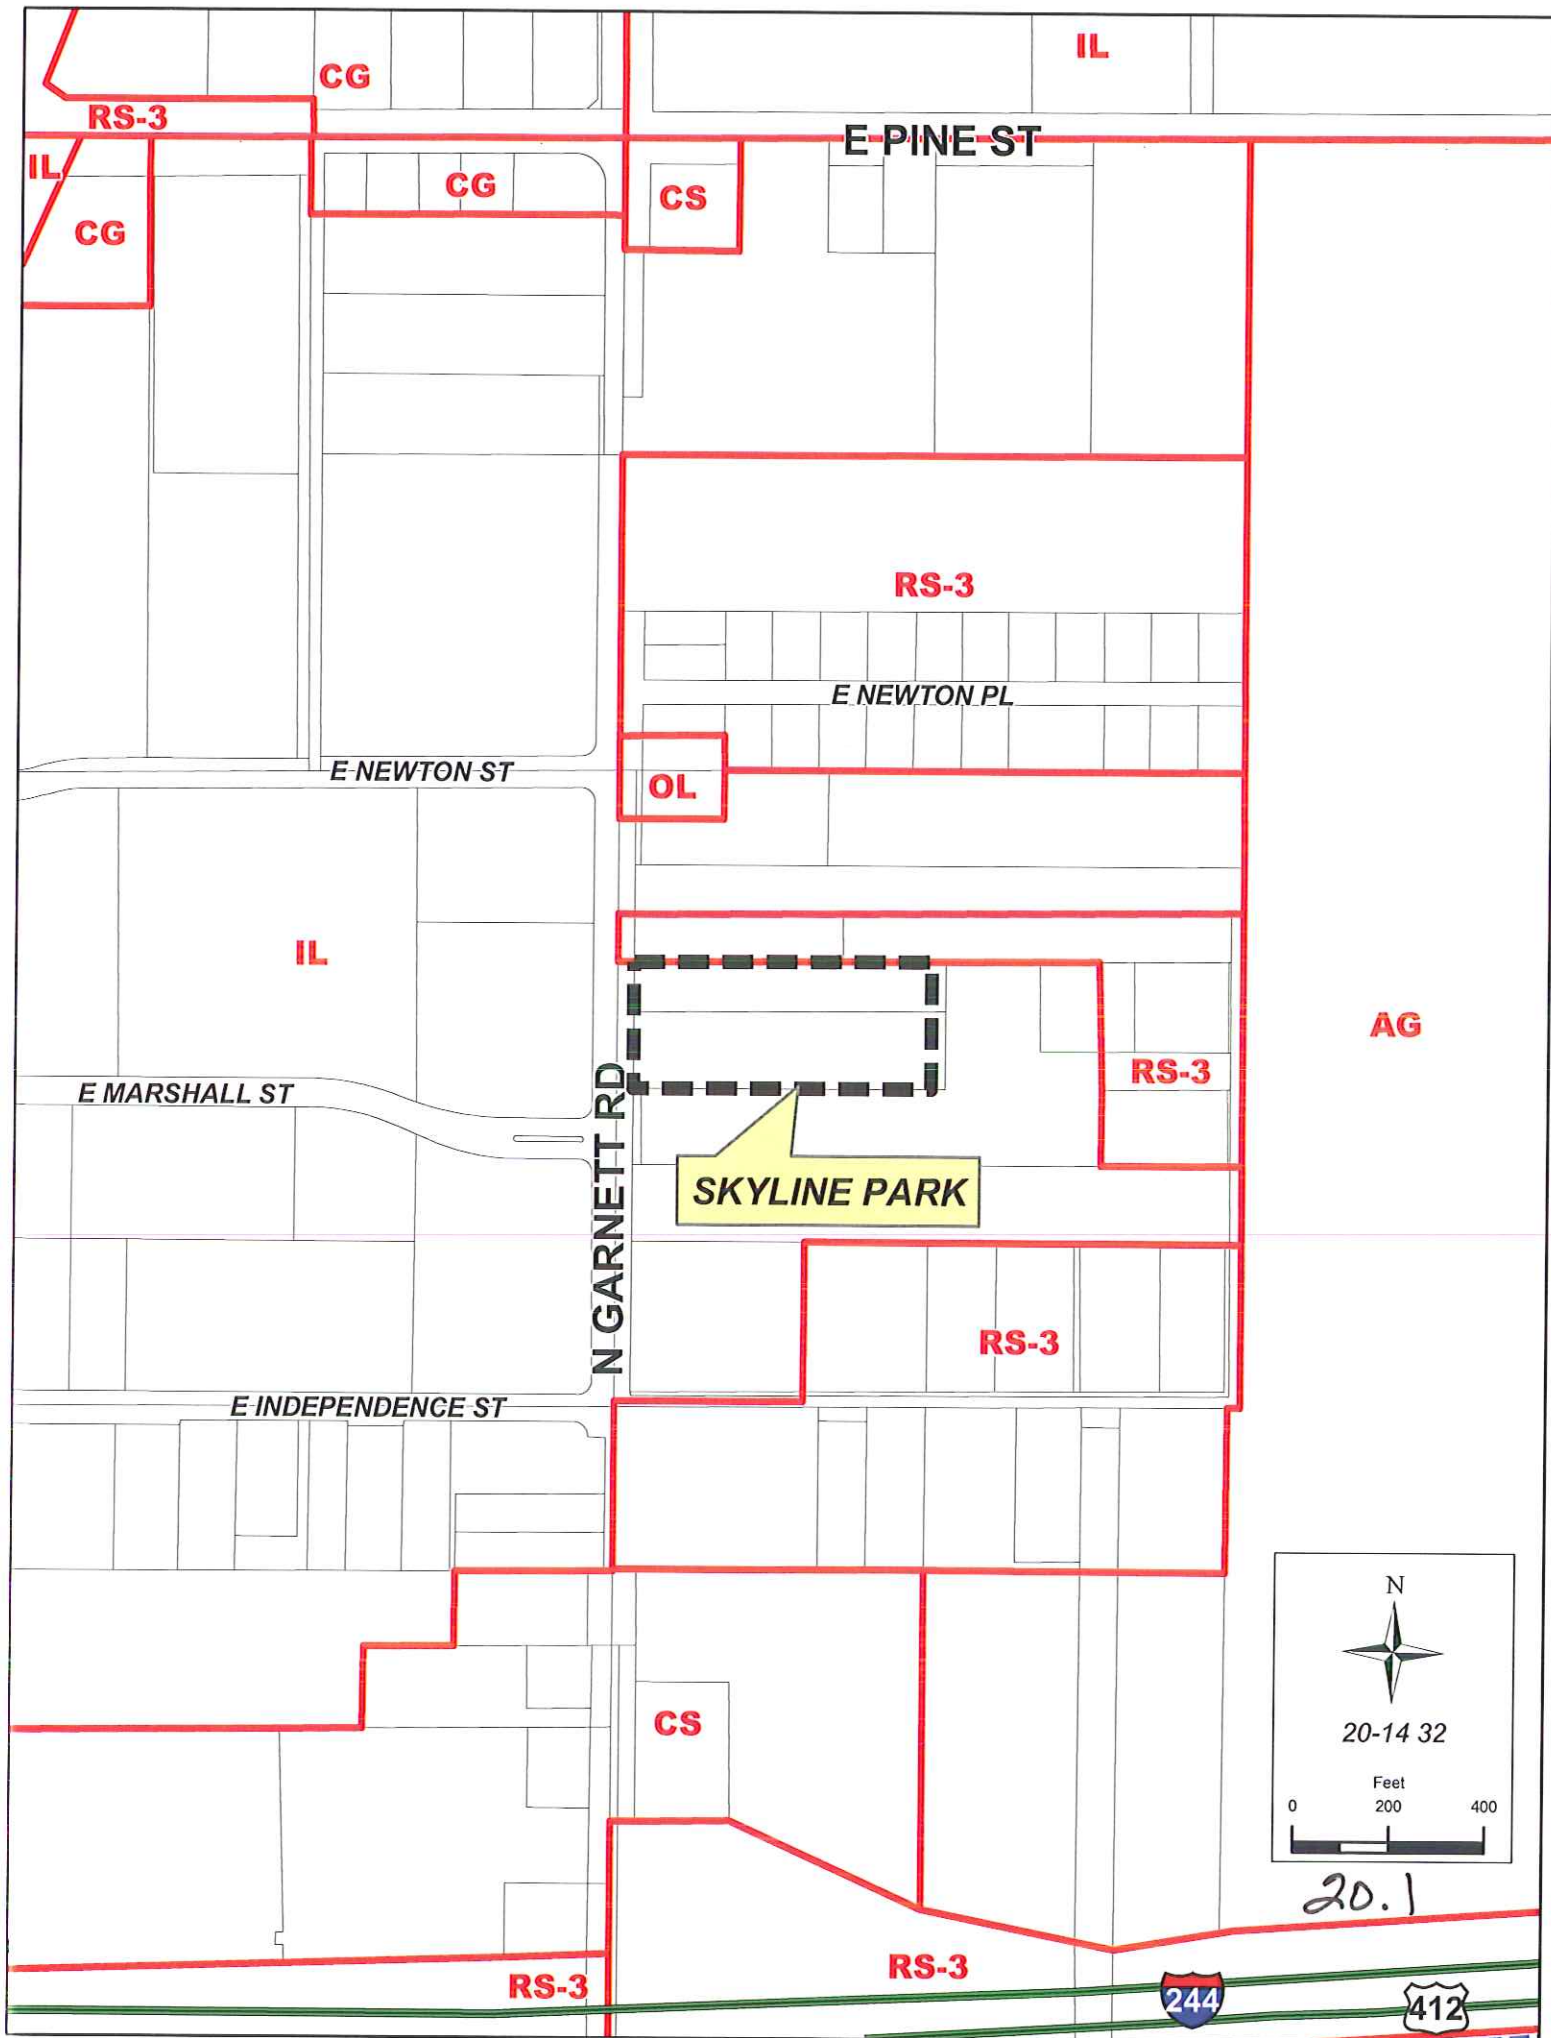 IL
CG
RS-3
E PINE ST
IL
CG
CS
CG
RS-3
E NEWTON PL
E NEWTON ST
OL
IL
AG
RS-3
E MARSHALL ST
N GARNETT RD
SKYLINE PARK
RS-3
E INDEPENDENCE ST
N
CS
20-14 32
Feet
0 200 400
20.1
RS-3
RS-3
244
412